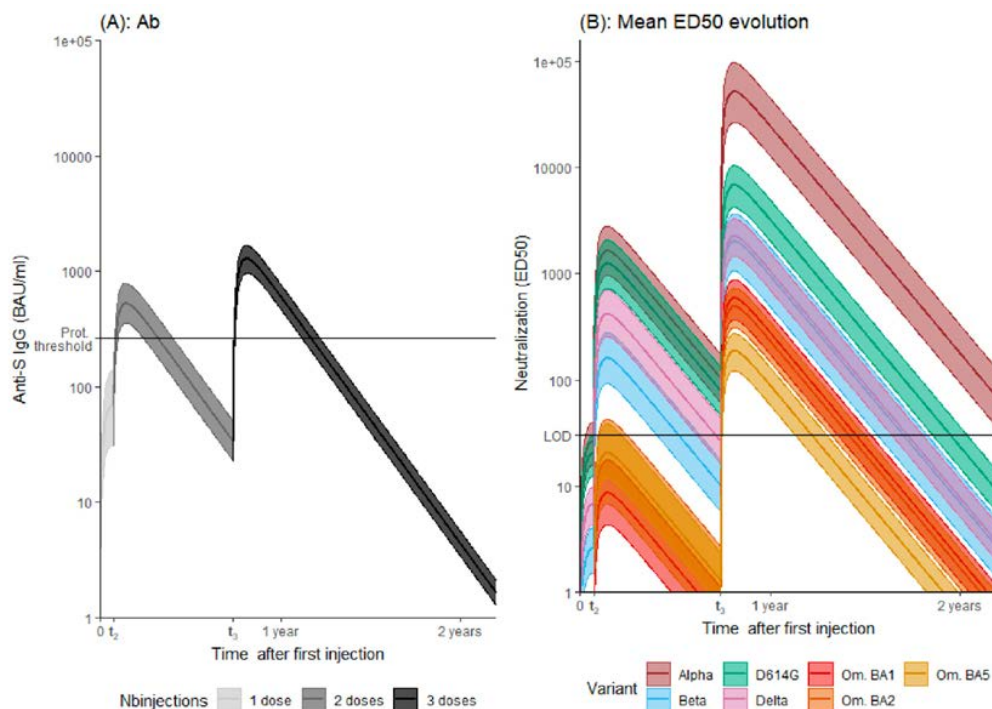 (A): Ab
1e+05
10000
1000
Prot.
threshold
100
10
1
Anti-S IgG (BAU/ml)
0 t2 t3 1 year 2 years
Time after first injection
Nbinjections 1 dose 2 doses 3 doses
(B): Mean ED50 evolution
1e+05
10000
1000
100
LOD
10
1
Neutralization (ED50)
0 t2 t3 1 year 2 years
Time after first injection
Variant
Alpha D614G Om. BA1 Om. BA5
Beta Delta Om. BA2